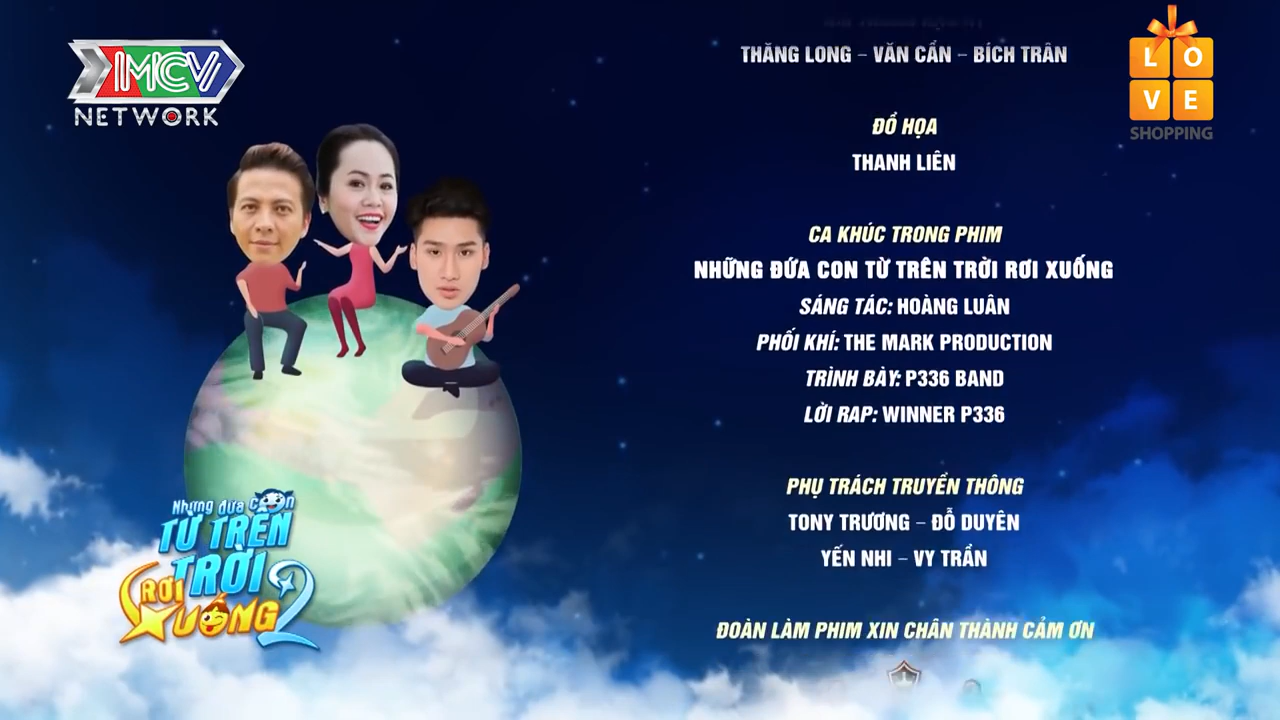 MCV
NETWORK
LOVE
SHOPPING
THĂNG LONG – VĂN CẨN – BÍCH TRÂN
ĐỒ HỌA
THANH LIÊN
CA KHÚC TRONG PHIM
NHỮNG ĐỨA CON TỪ TRÊN TRỜI RƠI XUỐNG
SÁNG TÁC: HOÀNG LUÂN
PHỐI KHÍ: THE MARK PRODUCTION
TRÌNH BÀY: P336 BAND
LỜI RAP: WINNER P336
PHỤ TRÁCH TRUYỀN THÔNG
TONY TRƯƠNG – ĐỖ DUYÊN
YẾN NHI – VY TRẦN
ĐOÀN LÀM PHIM XIN CHÂN THÀNH CẢM ƠN
Những đứa con
TỪ TRÊN
TRỜI
RƠI
XUỐNG 2